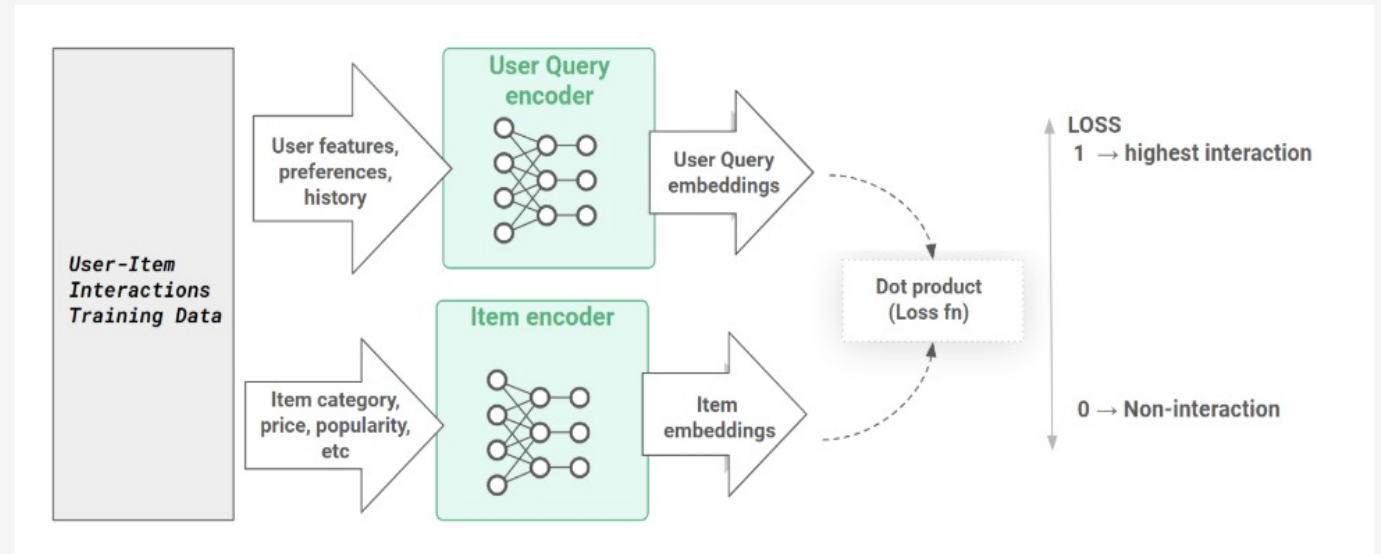 User-Item
Interactions
Training Data
User features,
preferences,
history
User Query
encoder
User Query
embeddings
Item category,
price, popularity,
etc
Item encoder
Item
embeddings
Dot product
(Loss fn)
LOSS
1 → highest interaction
0 → Non-interaction